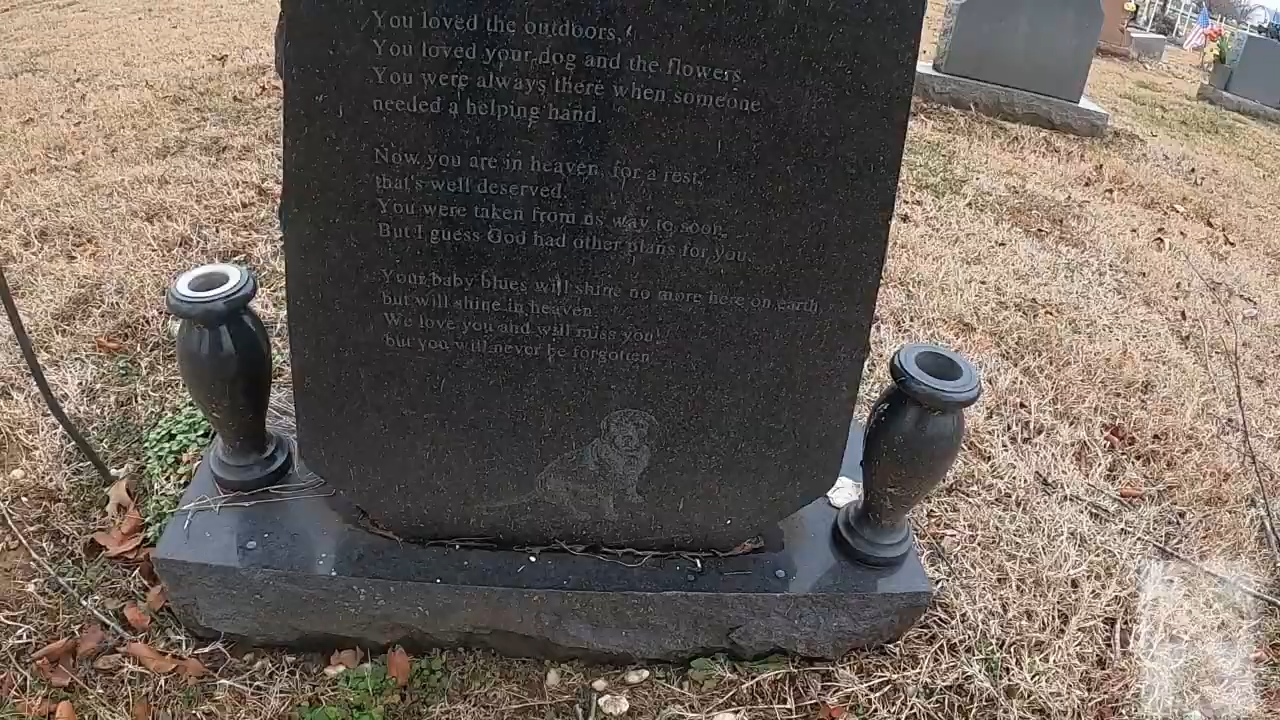 You loved the outdoors,
You loved your dog and the flowers.
You were always there when someone
needed a helping hand.
Now you are in heaven, for a rest,
that's well deserved.
You were taken from us way to soon,
But I guess God had other plans for you.
Your baby blues will shine no more here on earth,
but will shine in heaven.
We love you and will miss you,
but you will never be forgotten.